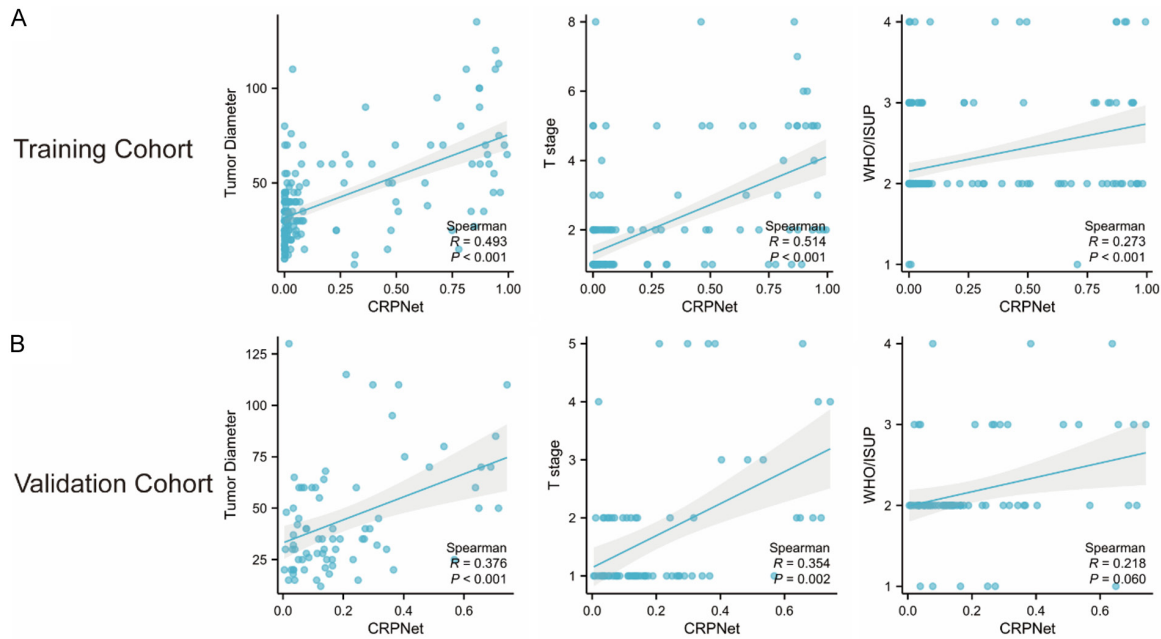 A
Training Cohort
Tumor Diameter
100
50
0.00 0.25 0.50 0.75 1.00
CRPNet
Spearman
R = 0.493
P < 0.001
T stage
8
6
4
2
0.00 0.25 0.50 0.75 1.00
CRPNet
Spearman
R = 0.514
P < 0.001
WHO/ISUP
4
3
2
1
0.00 0.25 0.50 0.75 1.00
CRPNet
Spearman
R = 0.273
P < 0.001
B
Validation Cohort
Tumor Diameter
125
100
75
50
25
0.0 0.2 0.4 0.6
CRPNet
Spearman
R = 0.376
P < 0.001
T stage
5
4
3
2
1
0.0 0.2 0.4 0.6
CRPNet
Spearman
R = 0.354
P = 0.002
WHO/ISUP
4
3
2
1
0.0 0.2 0.4 0.6
CRPNet
Spearman
R = 0.218
P = 0.060